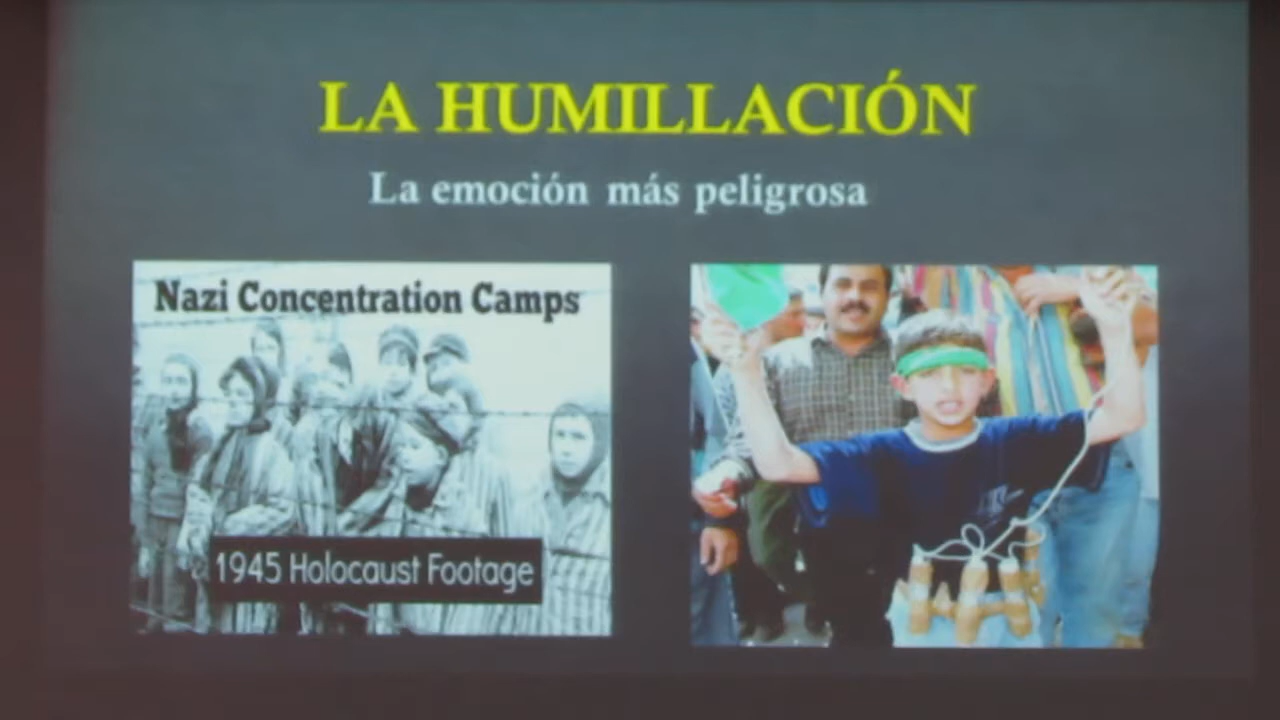 LA HUMILLACIÓN
La emoción más peligrosa
Nazi Concentration Camps
1945 Holocaust Footage